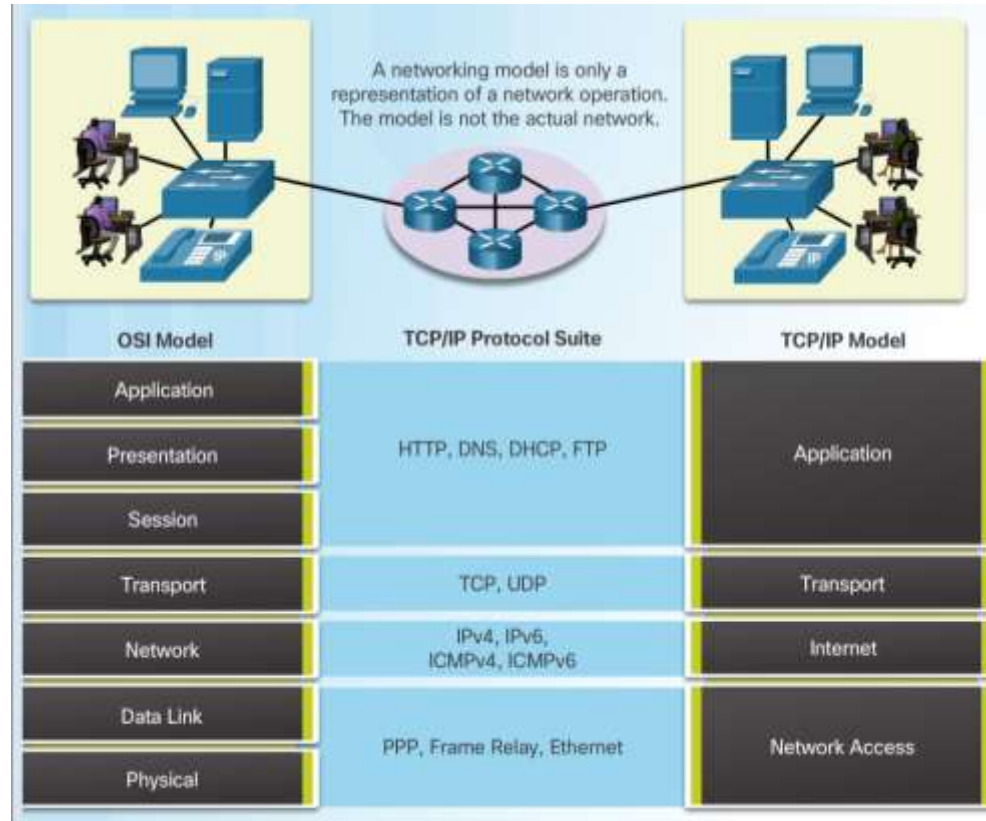 A networking model is only a
representation of a network operation.
The model is not the actual network.
IP
IP
OSI Model
TCP/IP Protocol Suite
TCP/IP Model
Application
Presentation
Session
HTTP, DNS, DHCP, FTP
Application
Transport
TCP, UDP
Transport
Network
IPv4, IPv6,
ICMPv4, ICMPv6
Internet
Data Link
Physical
PPP, Frame Relay, Ethernet
Network Access